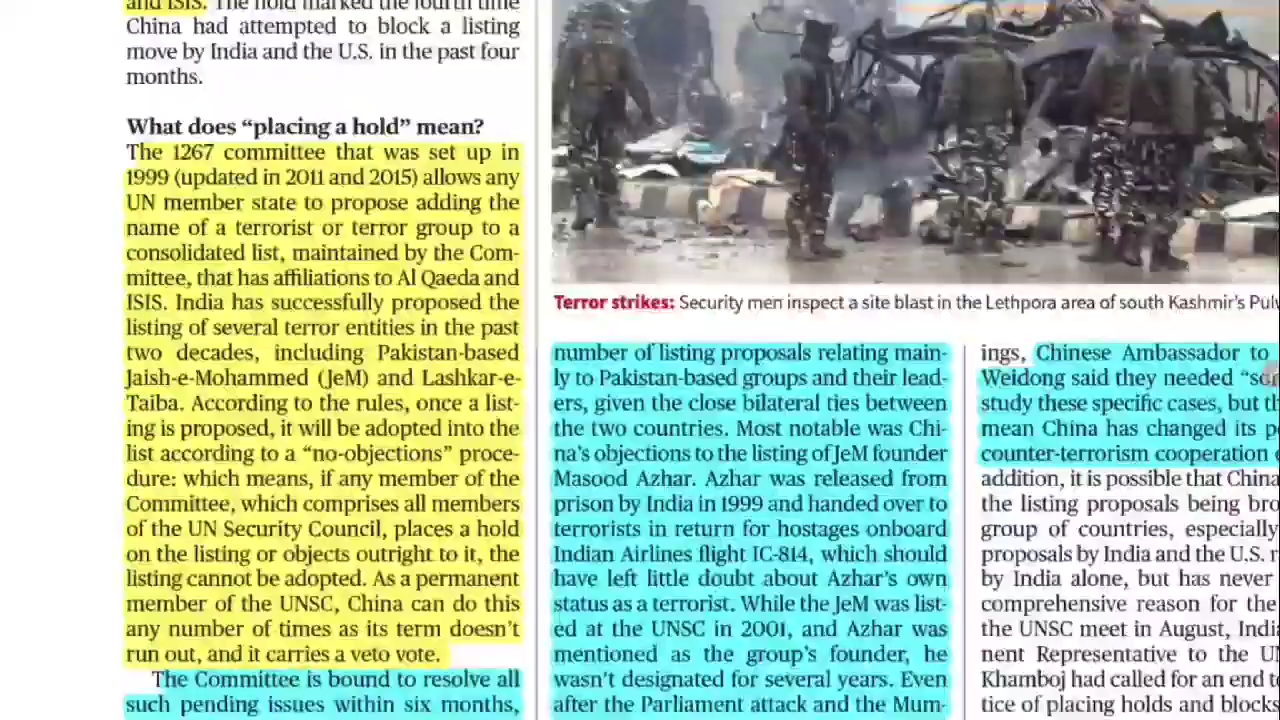 and ISIS. The hold marked the fourth time
China had attempted to block a listing
move by India and the U.S. in the past four
months.
What does “placing a hold” mean?
The 1267 committee that was set up in
1999 (updated in 2011 and 2015) allows any
UN member state to propose adding the
name of a terrorist or terror group to a
consolidated list, maintained by the Com-
mittee, that has affiliations to Al Qaeda and
ISIS. India has successfully proposed the
listing of several terror entities in the past
two decades, including Pakistan-based
Jaish-e-Mohammed (JeM) and Lashkar-e-
Taiba. According to the rules, once a list-
ing is proposed, it will be adopted into the
list according to a “no-objections” proce-
dure: which means, if any member of the
Committee, which comprises all members
of the UN Security Council, places a hold
on the listing or objects outright to it, the
listing cannot be adopted. As a permanent
member of the UNSC, China can do this
any number of times as its term doesn’t
run out, and it carries a veto vote.
The Committee is bound to resolve all
such pending issues within six months,
Terror strikes: Security men inspect a site blast in the Lethpora area of south Kashmir’s Pul
number of listing proposals relating main-
ly to Pakistan-based groups and their lead-
ers, given the close bilateral ties between
the two countries. Most notable was Chi-
na’s objections to the listing of JeM founder
Masood Azhar. Azhar was released from
prison by India in 1999 and handed over to
terrorists in return for hostages onboard
Indian Airlines flight IC-814, which should
have left little doubt about Azhar’s own
status as a terrorist. While the JeM was list-
ed at the UNSC in 2001, and Azhar was
mentioned as the group’s founder, he
wasn’t designated for several years. Even
after the Parliament attack and the Mum-
ings, Chinese Ambassador to
Weidong said they needed
study these specific cases, but
mean China has changed its
counter-terrorism cooperation
addition, it is possible that China
the listing proposals being
group of countries, especially
proposals by India and the U.S.
by India alone, but has never
comprehensive reason for the
the UNSC meet in August,
nent Representative to the
Khamboj had called for an end
tice of placing holds and blocks